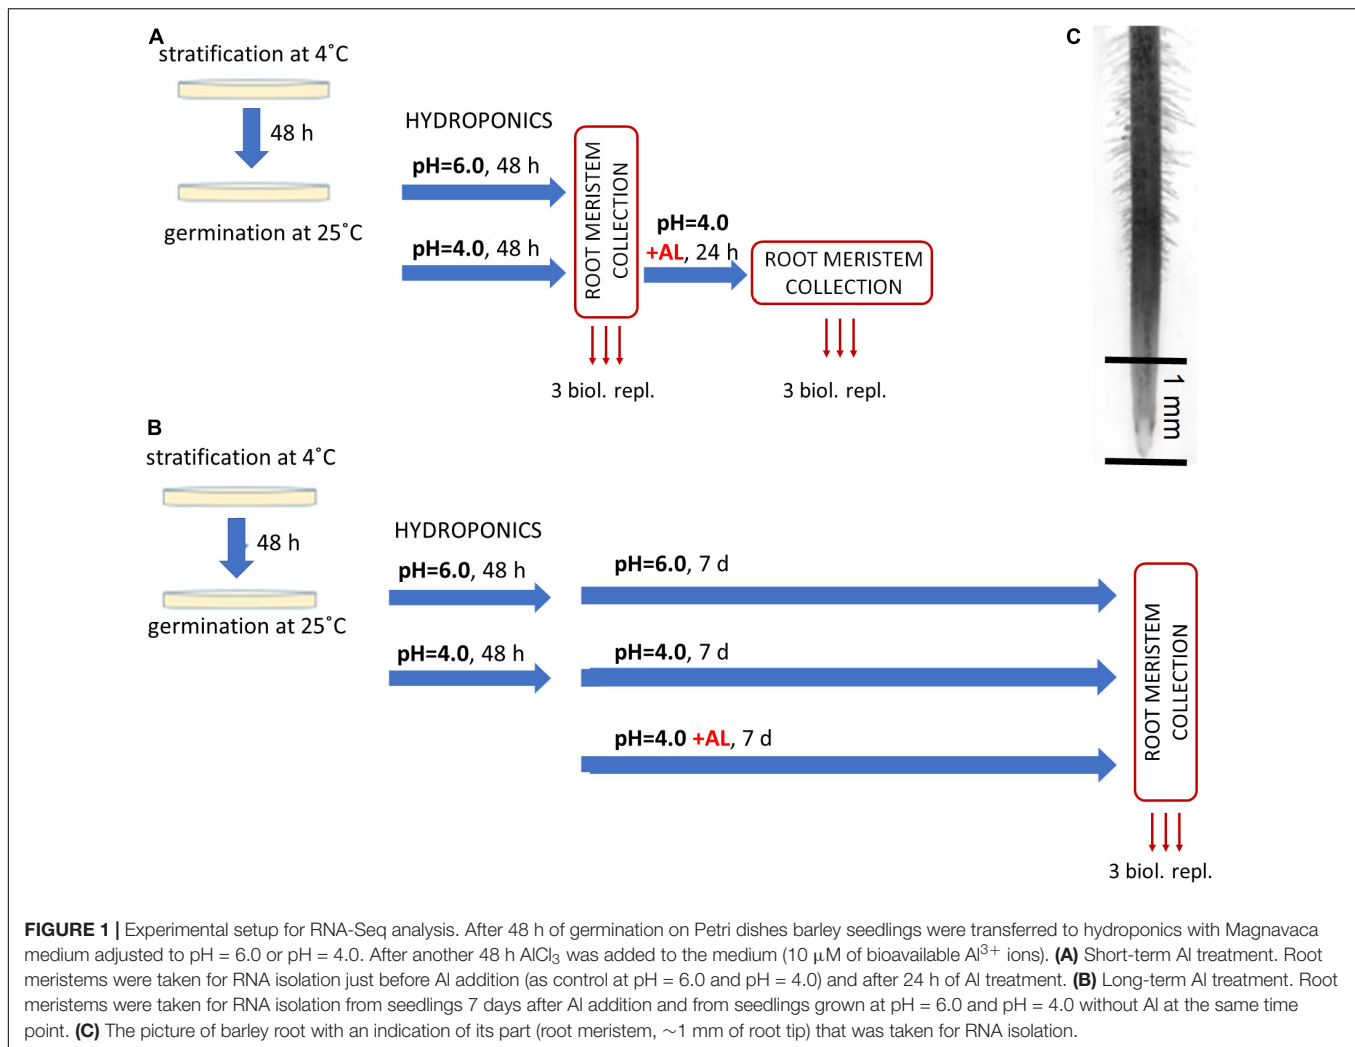 A
stratification at 4˚C
48 h
germination at 25˚C
HYDROPONICS
pH=6.0, 48 h
pH=4.0, 48 h
ROOT MERISTEM
COLLECTION
pH=4.0
+AL, 24 h
ROOT MERISTEM
COLLECTION
3 biol. repl.
3 biol. repl.
C
1 mm
B
stratification at 4˚C
48 h
germination at 25˚C
HYDROPONICS
pH=6.0, 48 h
pH=4.0, 48 h
pH=6.0, 7 d
pH=4.0, 7 d
pH=4.0 +AL, 7 d
ROOT MERISTEM
COLLECTION
3 biol. repl.
FIGURE 1 | Experimental setup for RNA-Seq analysis. After 48 h of germination on Petri dishes barley seedlings were transferred to hydroponics with Magnavaca
medium adjusted to pH = 6.0 or pH = 4.0. After another 48 h AlCl₃ was added to the medium (10 μM of bioavailable Al³⁺ ions). (A) Short-term Al treatment. Root
meristems were taken for RNA isolation just before Al addition (as control at pH = 6.0 and pH = 4.0) and after 24 h of Al treatment. (B) Long-term Al treatment. Root
meristems were taken for RNA isolation from seedlings 7 days after Al addition and from seedlings grown at pH = 6.0 and pH = 4.0 without Al at the same time
point. (C) The picture of barley root with an indication of its part (root meristem, ∼1 mm of root tip) that was taken for RNA isolation.